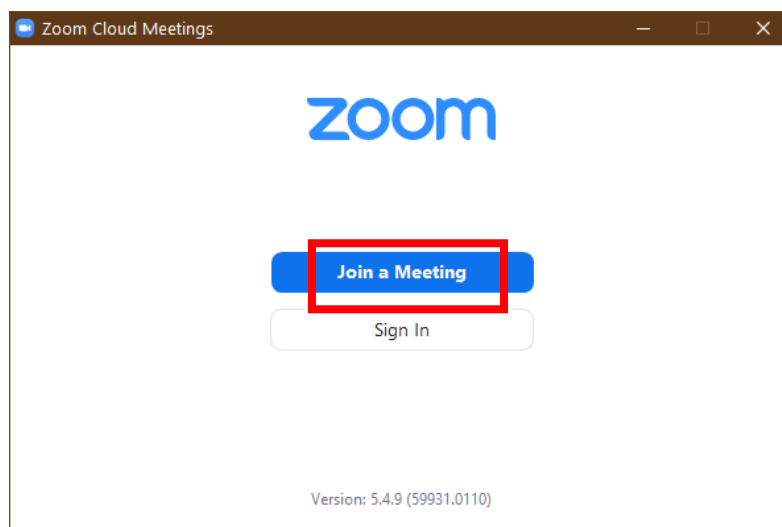 Zoom Cloud Meetings
zoom
Join a Meeting
Sign In
Version: 5.4.9 (59931.0110)